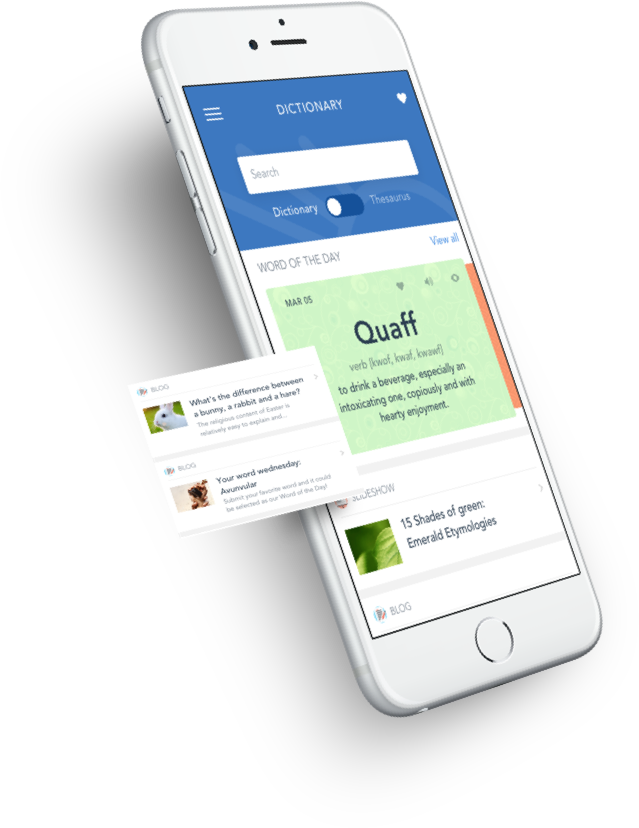 DICTIONARY
Search
Dictionary
Thesaurus
WORD OF THE DAY
View all
MAR 05
Quaff
verb [kwof, kwaf, kwawf]
to drink a beverage, especially an
intoxicating one, copiously and with
hearty enjoyment.
BLOG
What's the difference between
a bunny, a rabbit and a hare?
The religious content of Easter is
relatively easy to explain and...
BLOG
Your word wednesday:
Avunvular
Submit your favorite word and it could
be selected as our Word of the Day!
SLIDESHOW
15 Shades of green:
Emerald Etymologies
BLOG